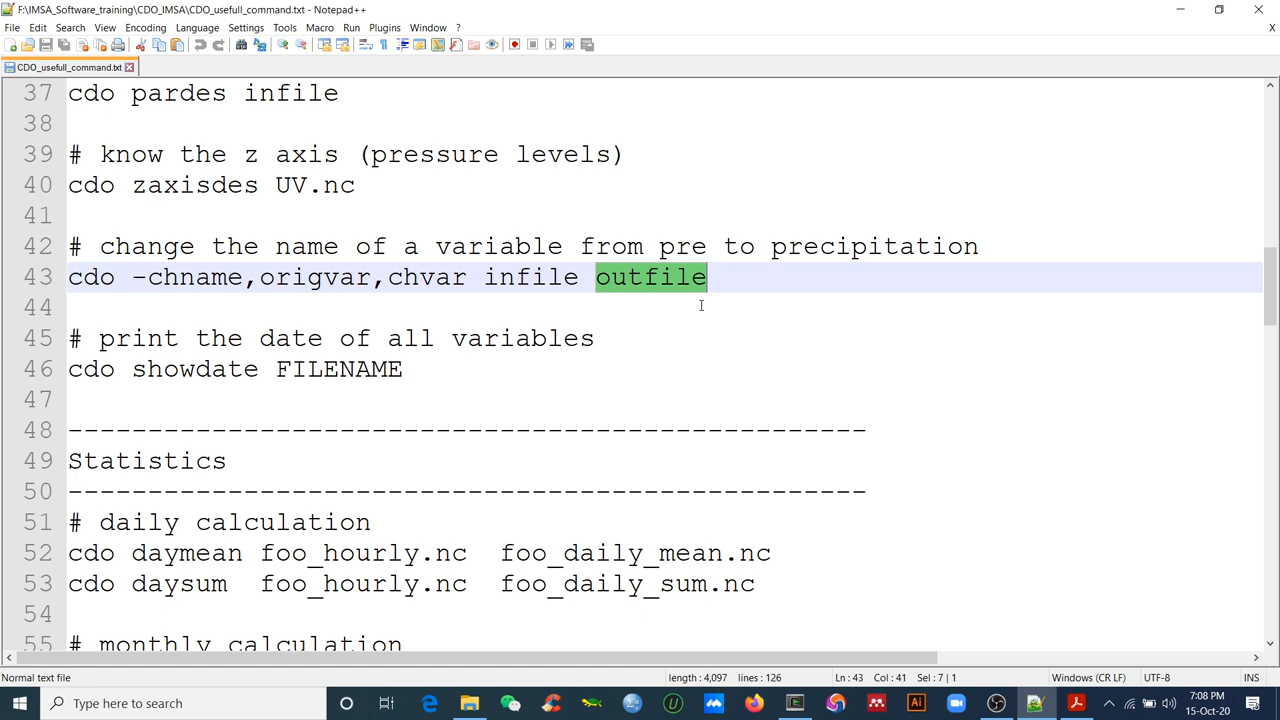 F:\IMSA_Software_training\CDO_IMSA\CDO_usefull_command.txt - Notepad++
File Edit Search View Encoding Language Settings Tools Macro Run Plugins Window ?
X
CDO_usefull_command.txt
37 cdo pardes infile
38
39 # know the z axis (pressure levels)
40 cdo zaxisdes UV.nc
41
42 # change the name of a variable from pre to precipitation
43 cdo -chname,origvar,chvar infile outfile
44
45 # print the date of all variables
46 cdo showdate FILENAME
47
48 --------------------------------------------------
49 Statistics
50 --------------------------------------------------
51 # daily calculation
52 cdo daymean foo_hourly.nc  foo_daily_mean.nc
53 cdo daysum  foo_hourly.nc  foo_daily_sum.nc
54
55 # monthly calculation
Normal text file length : 4,097 lines : 126 Ln : 43 Col : 41 Sel : 7 | 1 Windows (CR LF) UTF-8 INS
Type here to search
Ai
7:08 PM
15-Oct-20